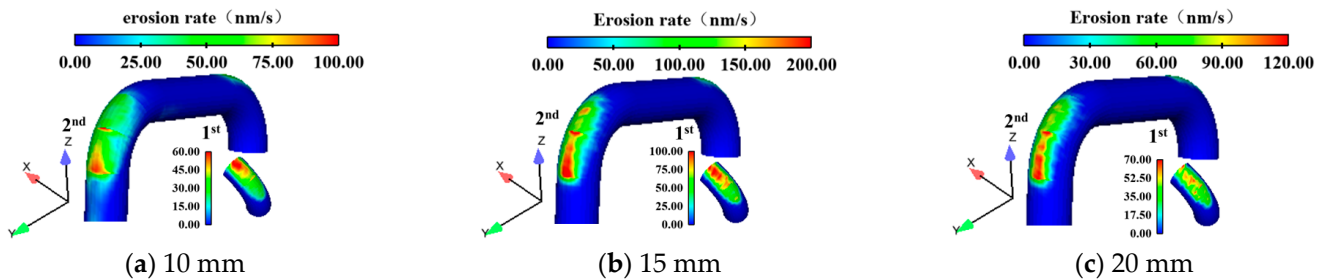 erosion rate（nm/s）
0.00 25.00 50.00 75.00 100.00
2nd
1st
60.00
45.00
30.00
15.00
0.00
X
Z
Y
(a) 10 mm
Erosion rate（nm/s）
0.00 50.00 100.00 150.00 200.00
2nd
1st
100.00
75.00
50.00
25.00
0.00
X
Z
Y
(b) 15 mm
Erosion rate（nm/s）
0.00 30.00 60.00 90.00 120.00
2nd
1st
70.00
52.50
35.00
17.50
0.00
X
Z
Y
(c) 20 mm